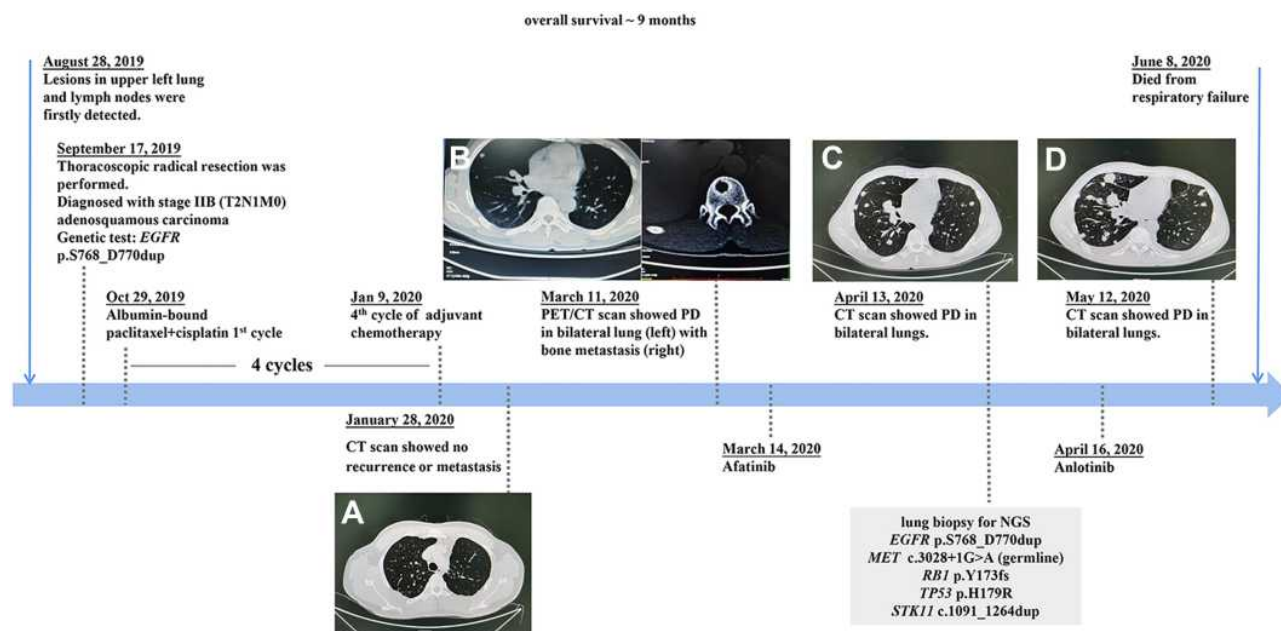 overall survival ~ 9 months
August 28, 2019
Lesions in upper left lung
and lymph nodes were
firstly detected.
June 8, 2020
Died from
respiratory failure
September 17, 2019
Thoracoscopic radical resection was
performed.
Diagnosed with stage IIB (T2N1M0)
adenosquamous carcinoma
Genetic test: EGFR
p.S768_D770dup
B
C
D
Oct 29, 2019
Albumin-bound
paclitaxel+cisplatin 1st cycle
Jan 9, 2020
4th cycle of adjuvant
chemotherapy
March 11, 2020
PET/CT scan showed PD
in bilateral lung (left) with
bone metastasis (right)
April 13, 2020
CT scan showed PD in
bilateral lungs.
May 12, 2020
CT scan showed PD in
bilateral lungs.
4 cycles
January 28, 2020
CT scan showed no
recurrence or metastasis
A
March 14, 2020
Afatinib
April 16, 2020
Anlotinib
lung biopsy for NGS
EGFR p.S768_D770dup
MET c.3028+1G>A (germline)
RB1 p.Y173fs
TP53 p.H179R
STK11 c.1091_1264dup